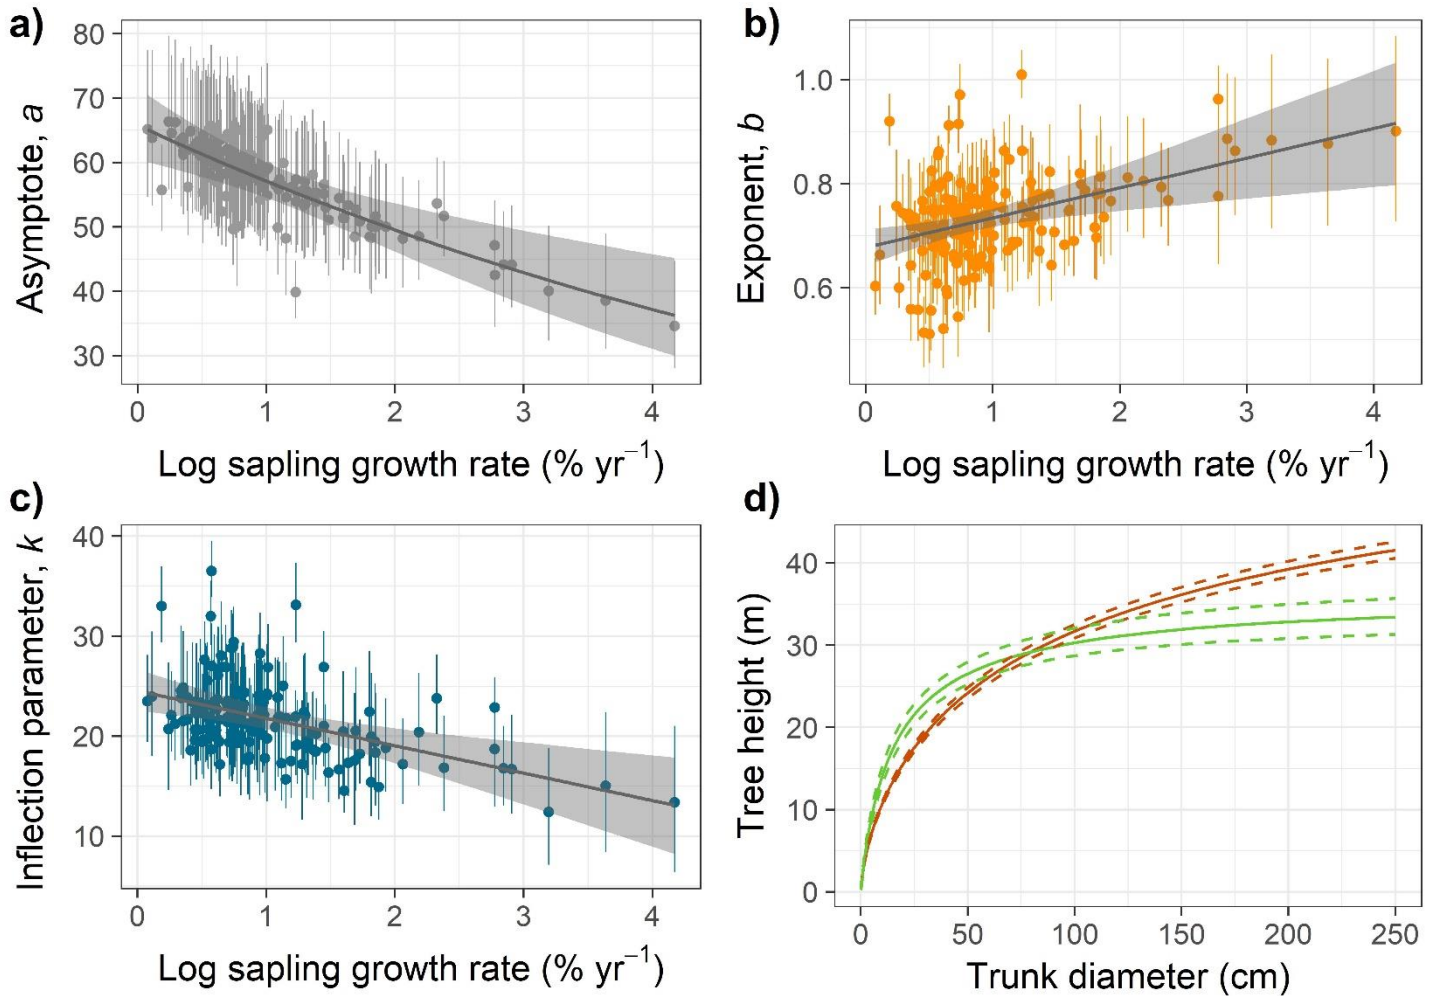 a)
Asymptote, a
80
70
60
50
40
30
0 1 2 3 4
Log sapling growth rate (% yr⁻¹)
b)
Exponent, b
1.0
0.8
0.6
0 1 2 3 4
Log sapling growth rate (% yr⁻¹)
c)
Inflection parameter, k
40
30
20
10
0 1 2 3 4
Log sapling growth rate (% yr⁻¹)
d)
Tree height (m)
40
30
20
10
0
0 50 100 150 200 250
Trunk diameter (cm)